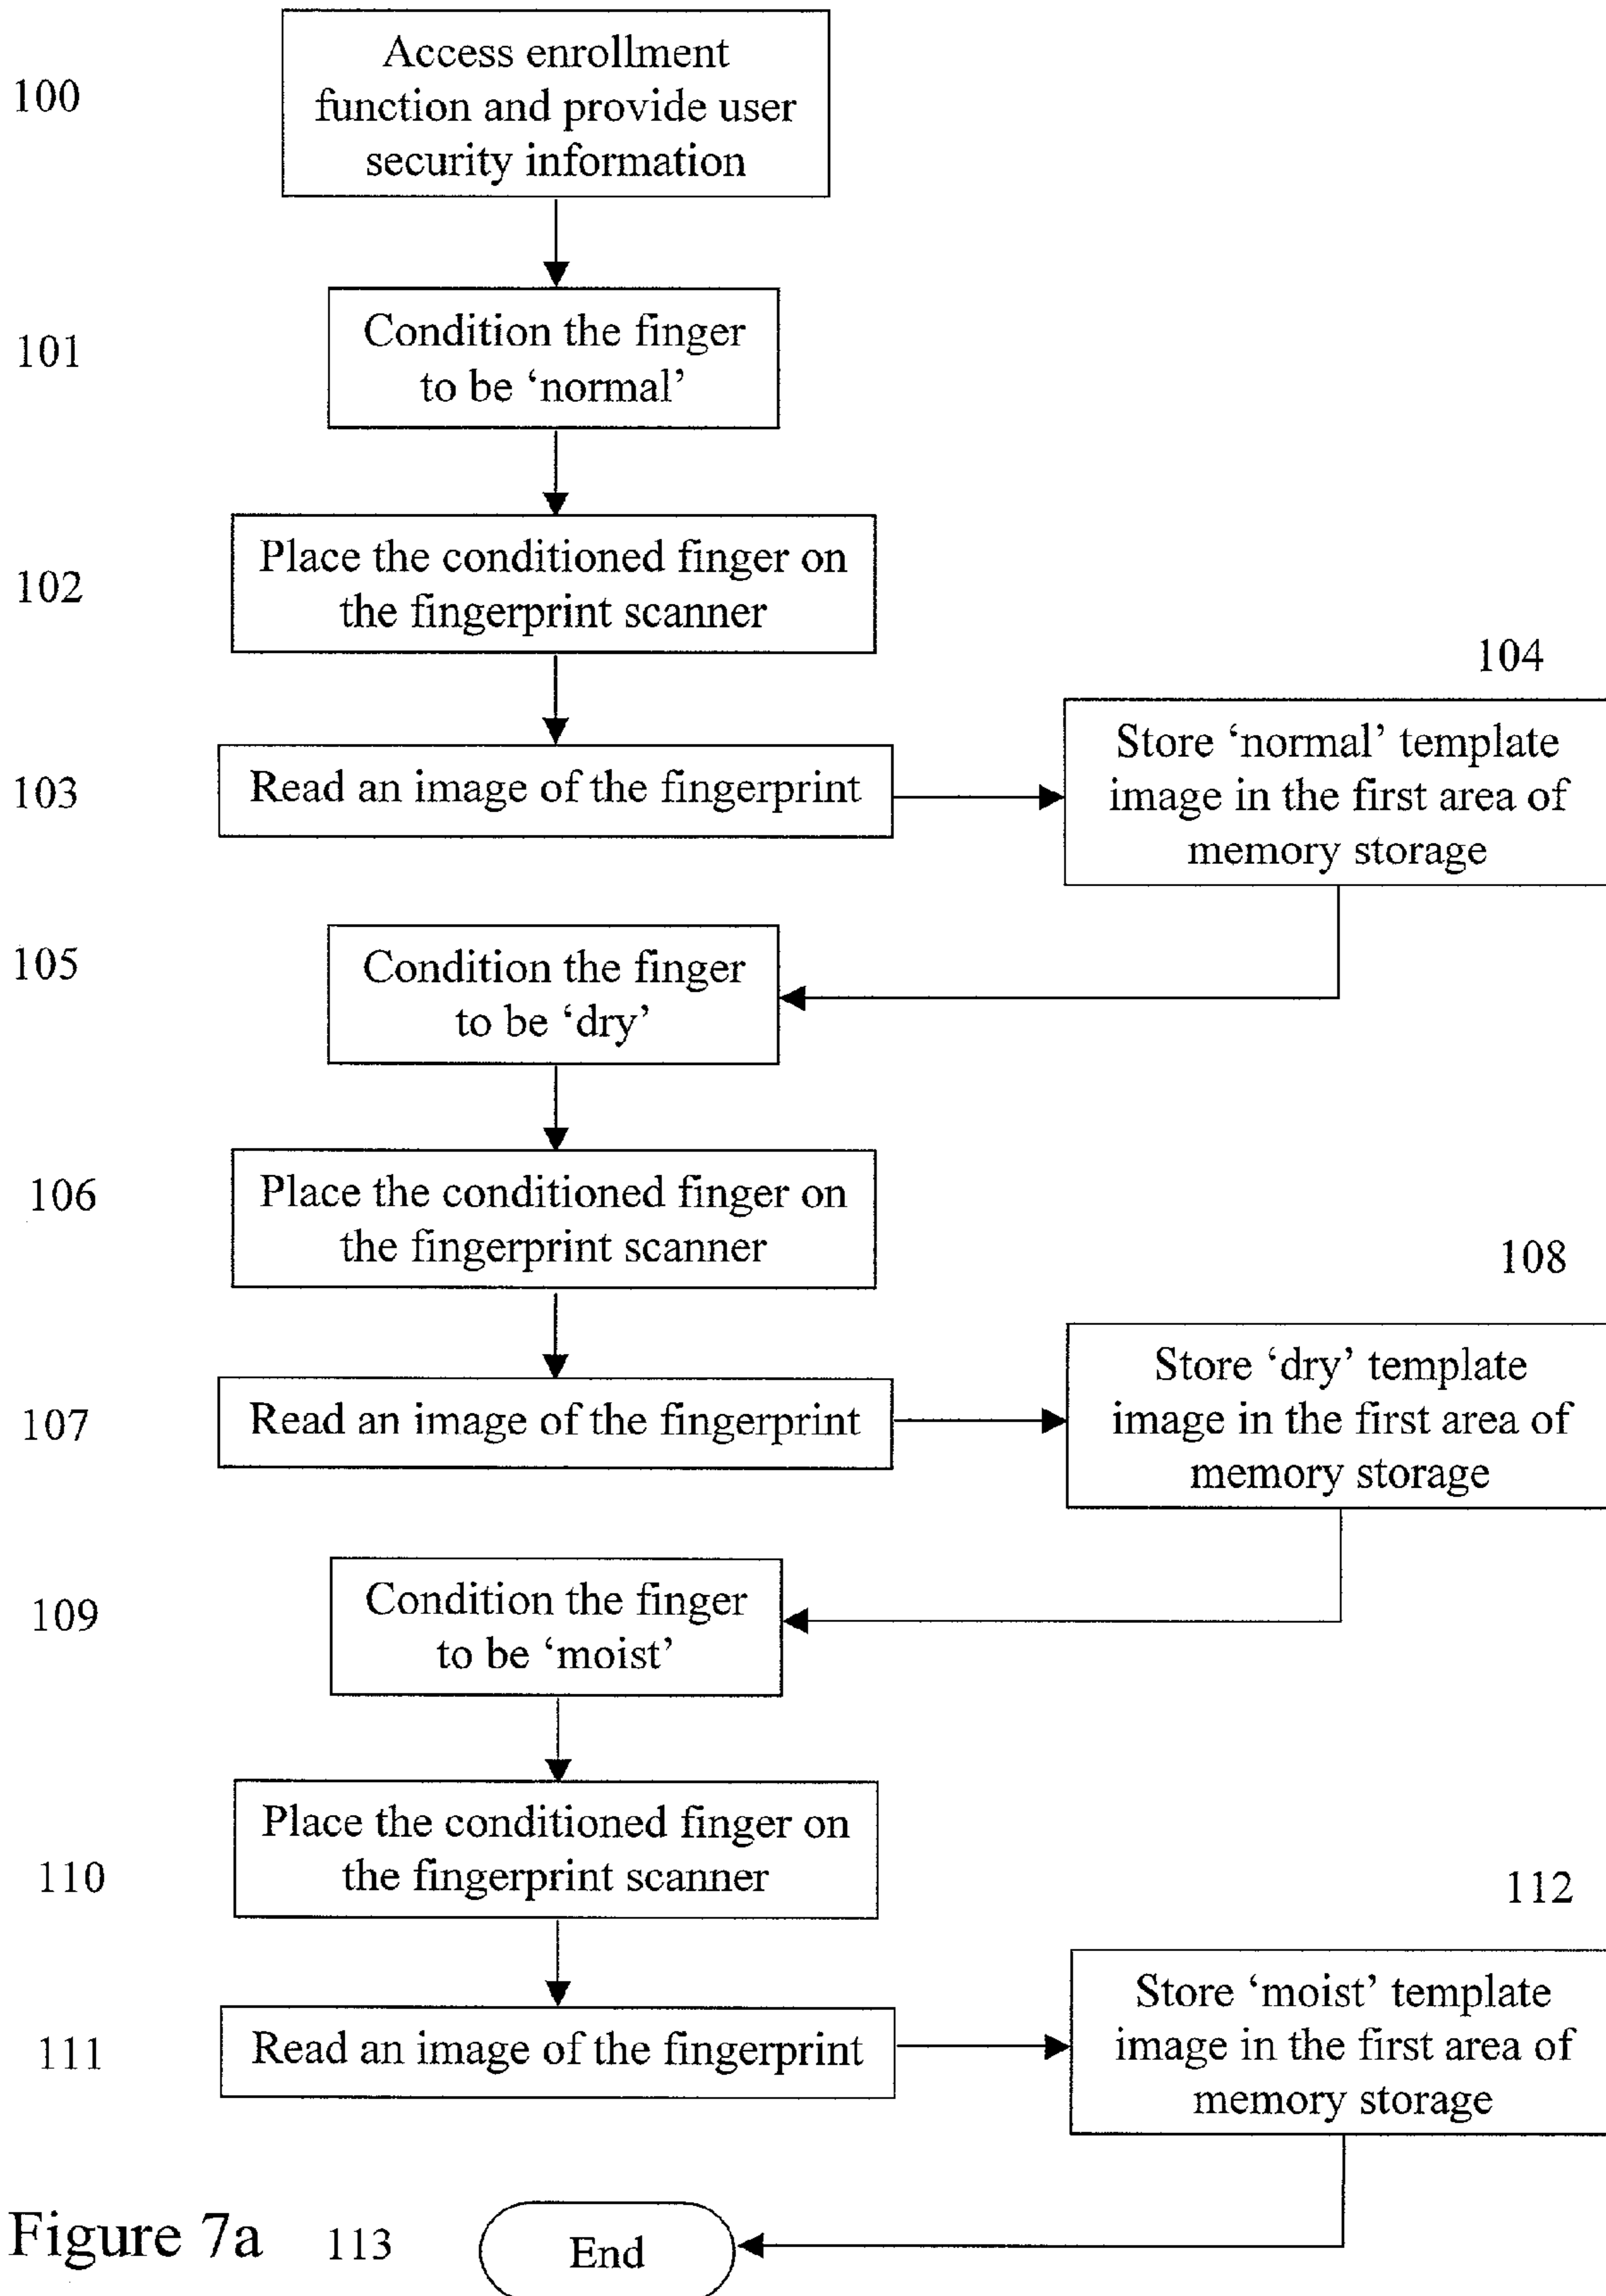 100
Access enrollment
function and provide user
security information
101
Condition the finger
to be ‘normal’
102
Place the conditioned finger on
the fingerprint scanner
103
Read an image of the fingerprint
104
Store ‘normal’ template
image in the first area of
memory storage
105
Condition the finger
to be ‘dry’
106
Place the conditioned finger on
the fingerprint scanner
107
Read an image of the fingerprint
108
Store ‘dry’ template
image in the first area of
memory storage
109
Condition the finger
to be ‘moist’
110
Place the conditioned finger on
the fingerprint scanner
111
Read an image of the fingerprint
112
Store ‘moist’ template
image in the first area of
memory storage
Figure 7a
113
End